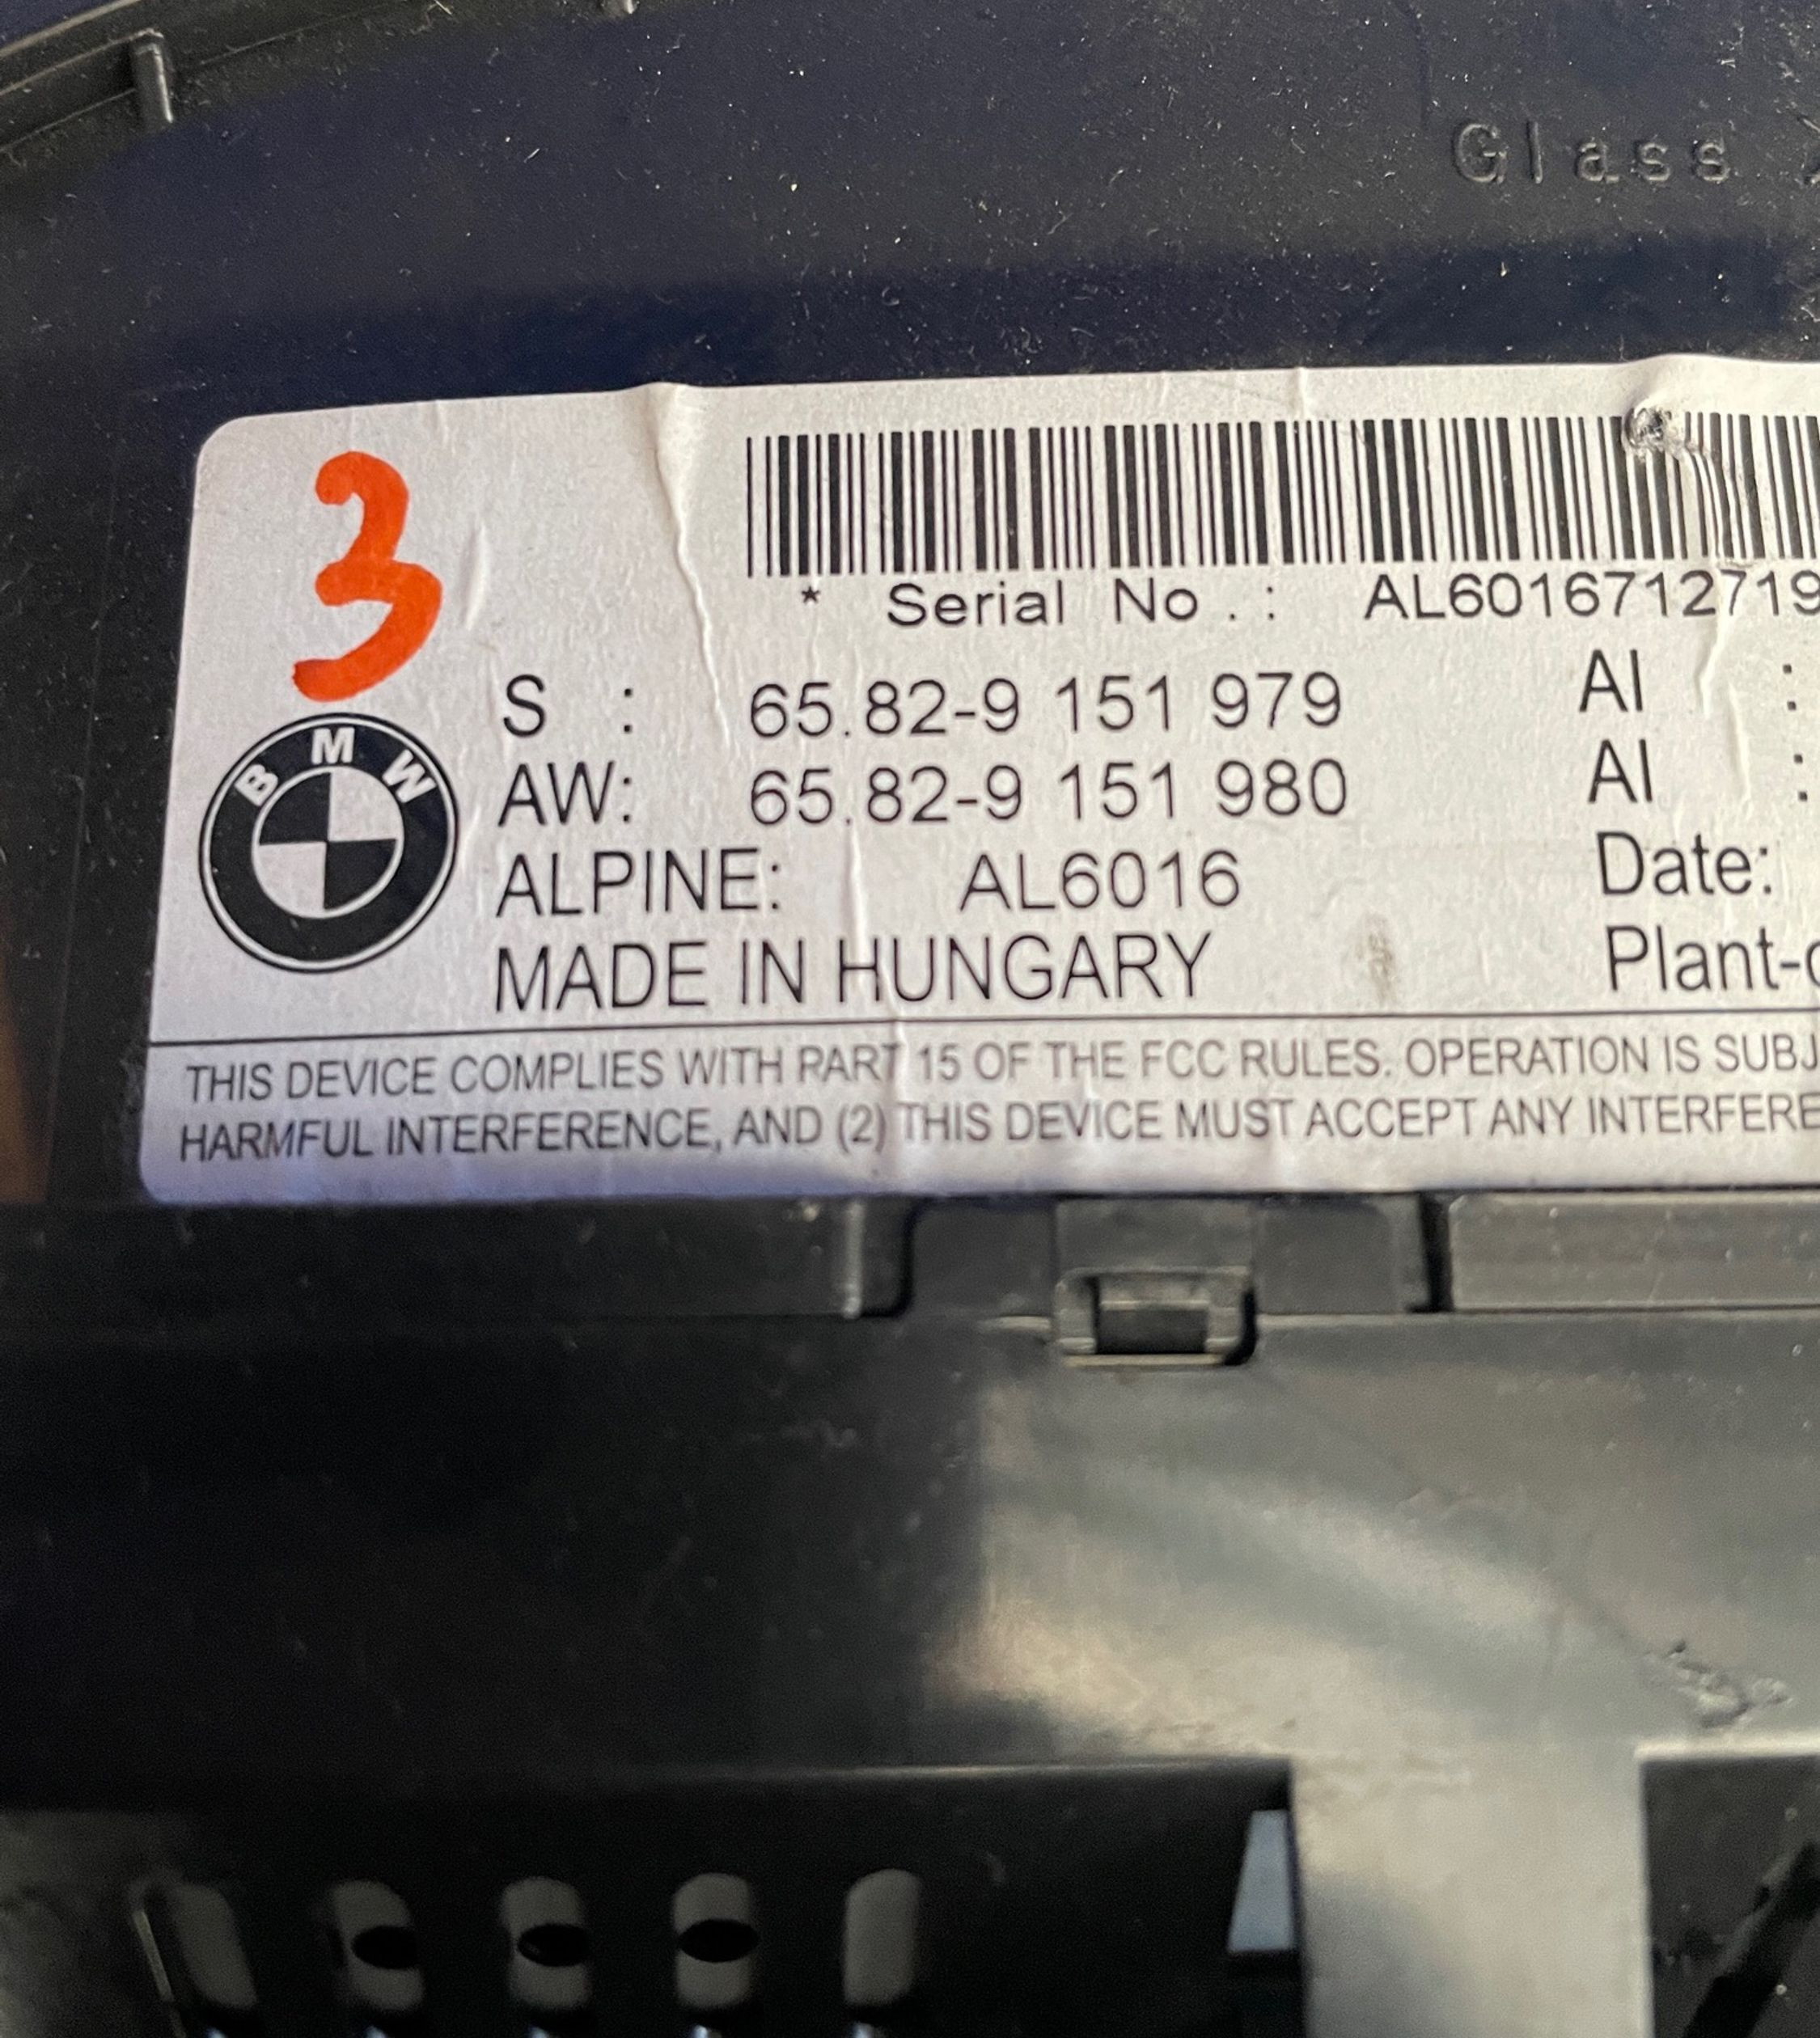 Glass
3
* Serial No.: AL6016712719
S : 65.82-9 151 979 AI :
BMW
AW: 65.82-9 151 980 AI :
ALPINE: AL6016 Date:
MADE IN HUNGARY Plant-
THIS DEVICE COMPLIES WITH PART 15 OF THE FCC RULES. OPERATION IS SUBJ
HARMFUL INTERFERENCE, AND (2) THIS DEVICE MUST ACCEPT ANY INTERFERE